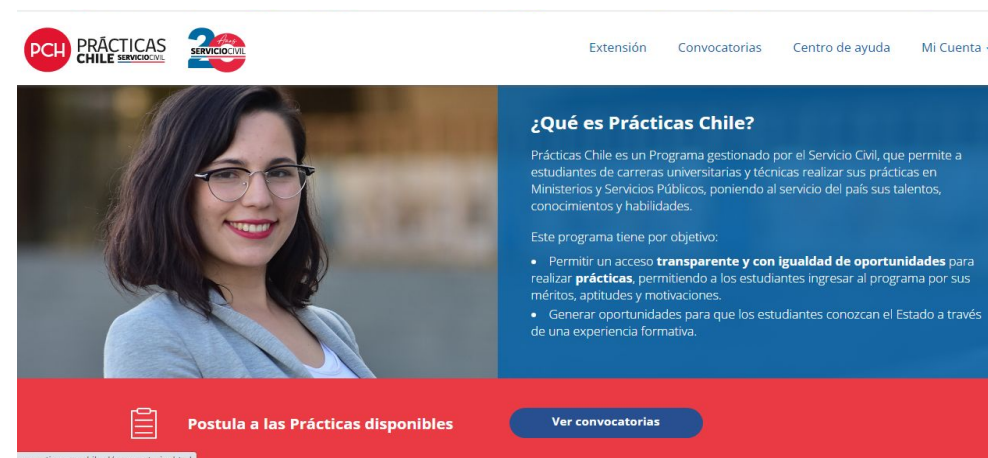 PCH PRÁCTICAS
CHILE SERVICIOCIVIL
20 Años
SERVICIOCIVIL
Extensión Convocatorias Centro de ayuda Mi Cuenta
¿Qué es Prácticas Chile?
Prácticas Chile es un Programa gestionado por el Servicio Civil, que permite a
estudiantes de carreras universitarias y técnicas realizar sus prácticas en
Ministerios y Servicios Públicos, poniendo al servicio del país sus talentos,
conocimientos y habilidades.
Este programa tiene por objetivo:
• Permitir un acceso transparente y con igualdad de oportunidades para
realizar prácticas, permitiendo a los estudiantes ingresar al programa por sus
méritos, aptitudes y motivaciones.
• Generar oportunidades para que los estudiantes conozcan el Estado a través
de una experiencia formativa.
Postula a las Prácticas disponibles
Ver convocatorias